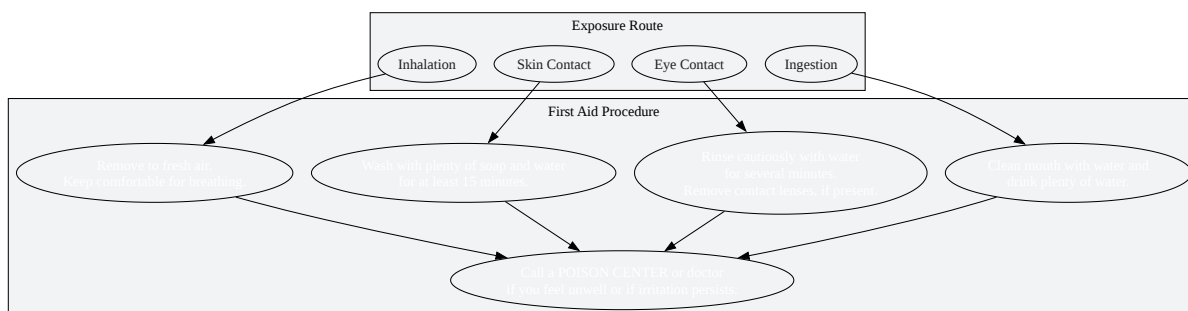 Exposure Route
Inhalation
Skin Contact
Eye Contact
Ingestion
First Aid Procedure
Remove to fresh air.
Keep comfortable for breathing.
Wash with plenty of soap and water
for at least 15 minutes.
Rinse cautiously with water
for several minutes.
Remove contact lenses, if present.
Clean mouth with water and
drink plenty of water.
Call a POISON CENTER or doctor
if you feel unwell or if irritation persists.